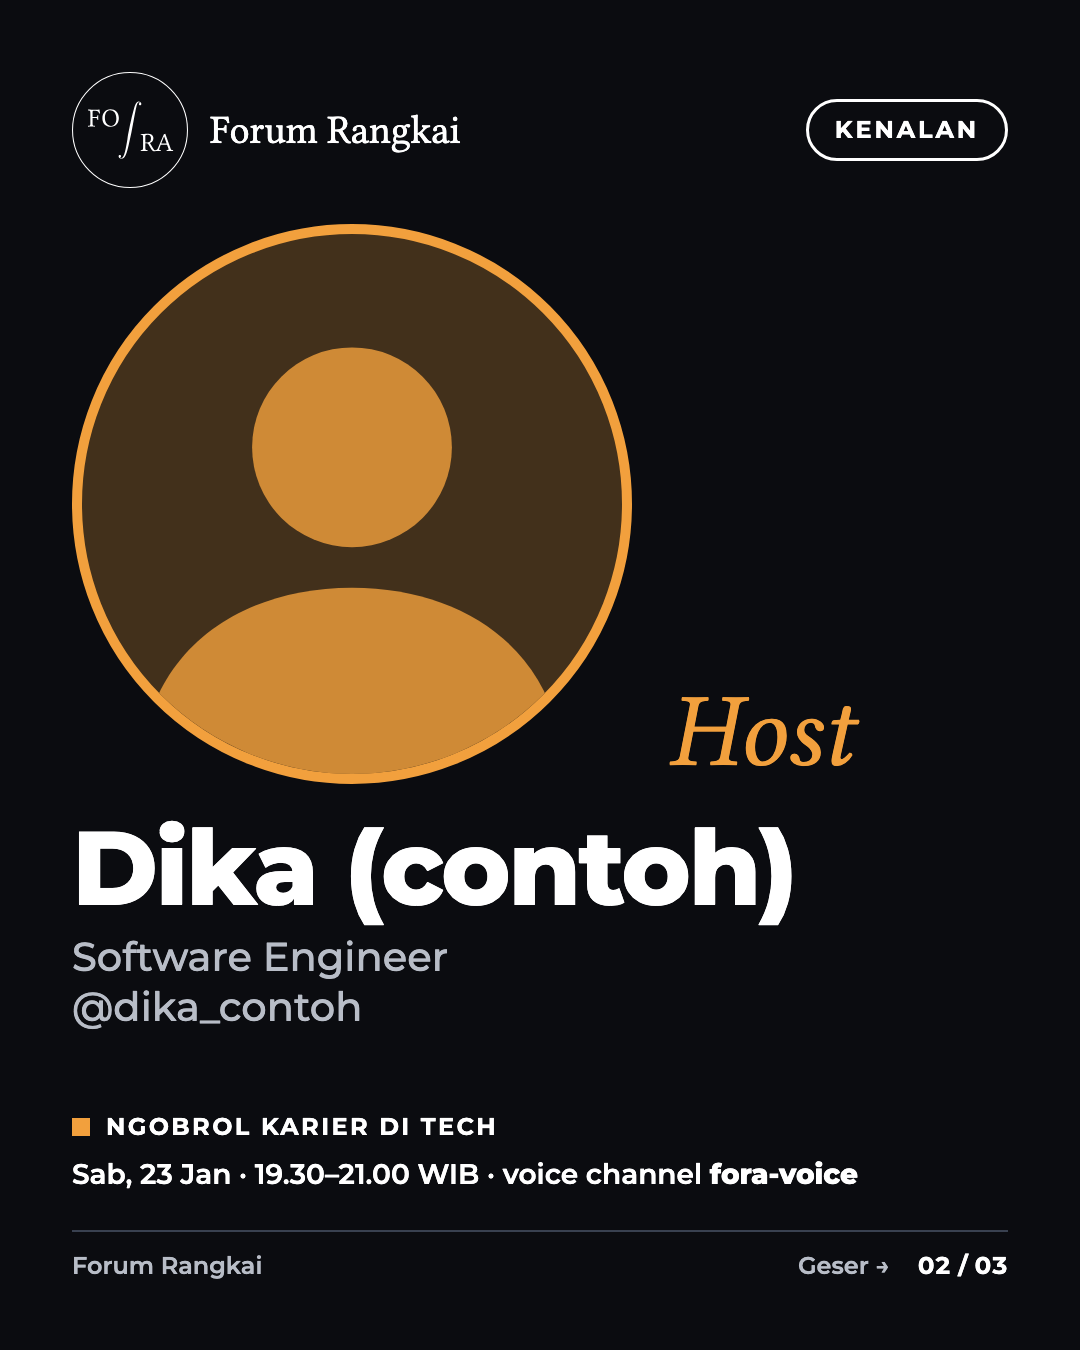 FO
RA
Forum Rangkai
KENALAN
Host
Dika (contoh)
Software Engineer
@dika_contoh
NGOBROL KARIER DI TECH
Sab, 23 Jan · 19.30–21.00 WIB · voice channel fora-voice
Forum Rangkai
Geser → 02 / 03